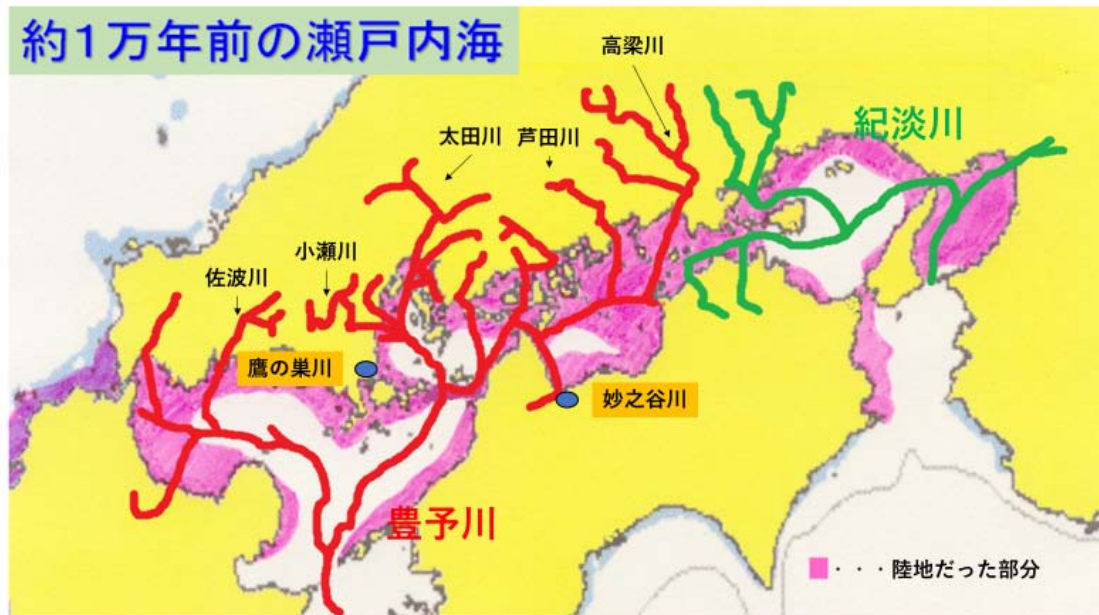 約1万年前の瀬戸内海
高梁川
紀淡川
太田川
芦田川
小瀬川
佐波川
鷹の巣川
妙之谷川
豊予川
・・・陸地だった部分